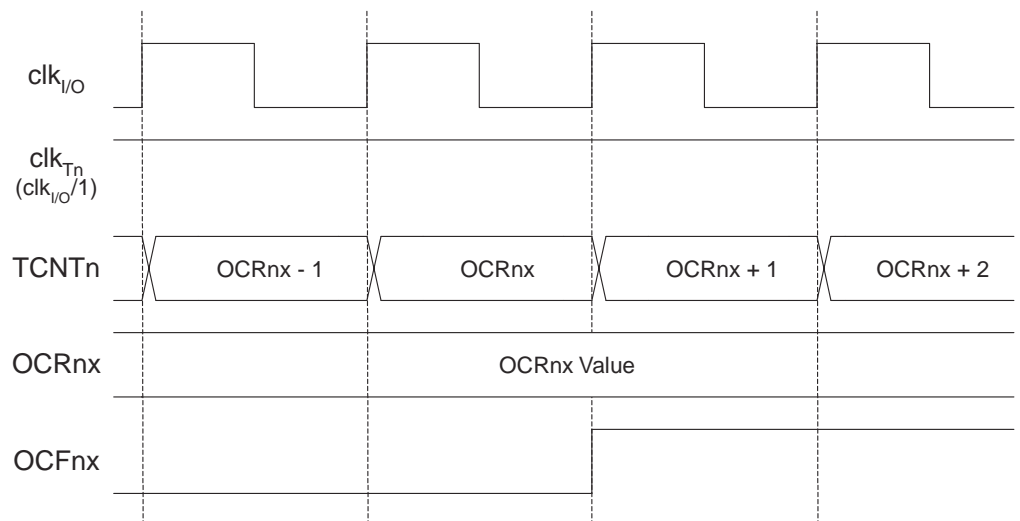 clkI/O
clkTn
(clkI/O/1)
TCNTn
OCRnx - 1
OCRnx
OCRnx + 1
OCRnx + 2
OCRnx
OCRnx Value
OCFnx